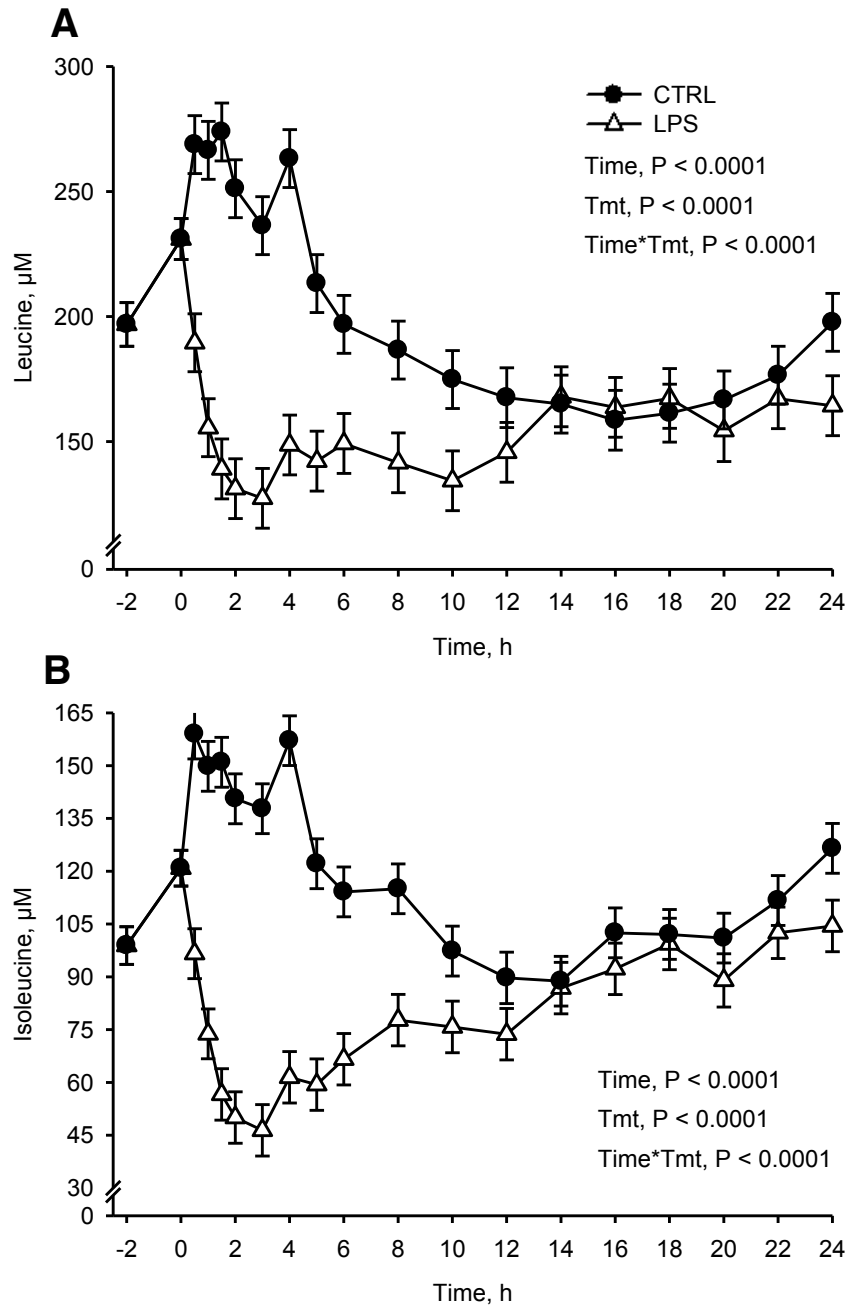 A
300
CTRL
LPS
Time, P < 0.0001
250
Tmt, P < 0.0001
Time*Tmt, P < 0.0001
Leucine, µM
200
150
0
-2 0 2 4 6 8 10 12 14 16 18 20 22 24
Time, h
B
165
150
135
120
105
Isoleucine, µM
90
75
60
Time, P < 0.0001
Tmt, P < 0.0001
45
Time*Tmt, P < 0.0001
30
0
-2 0 2 4 6 8 10 12 14 16 18 20 22 24
Time, h